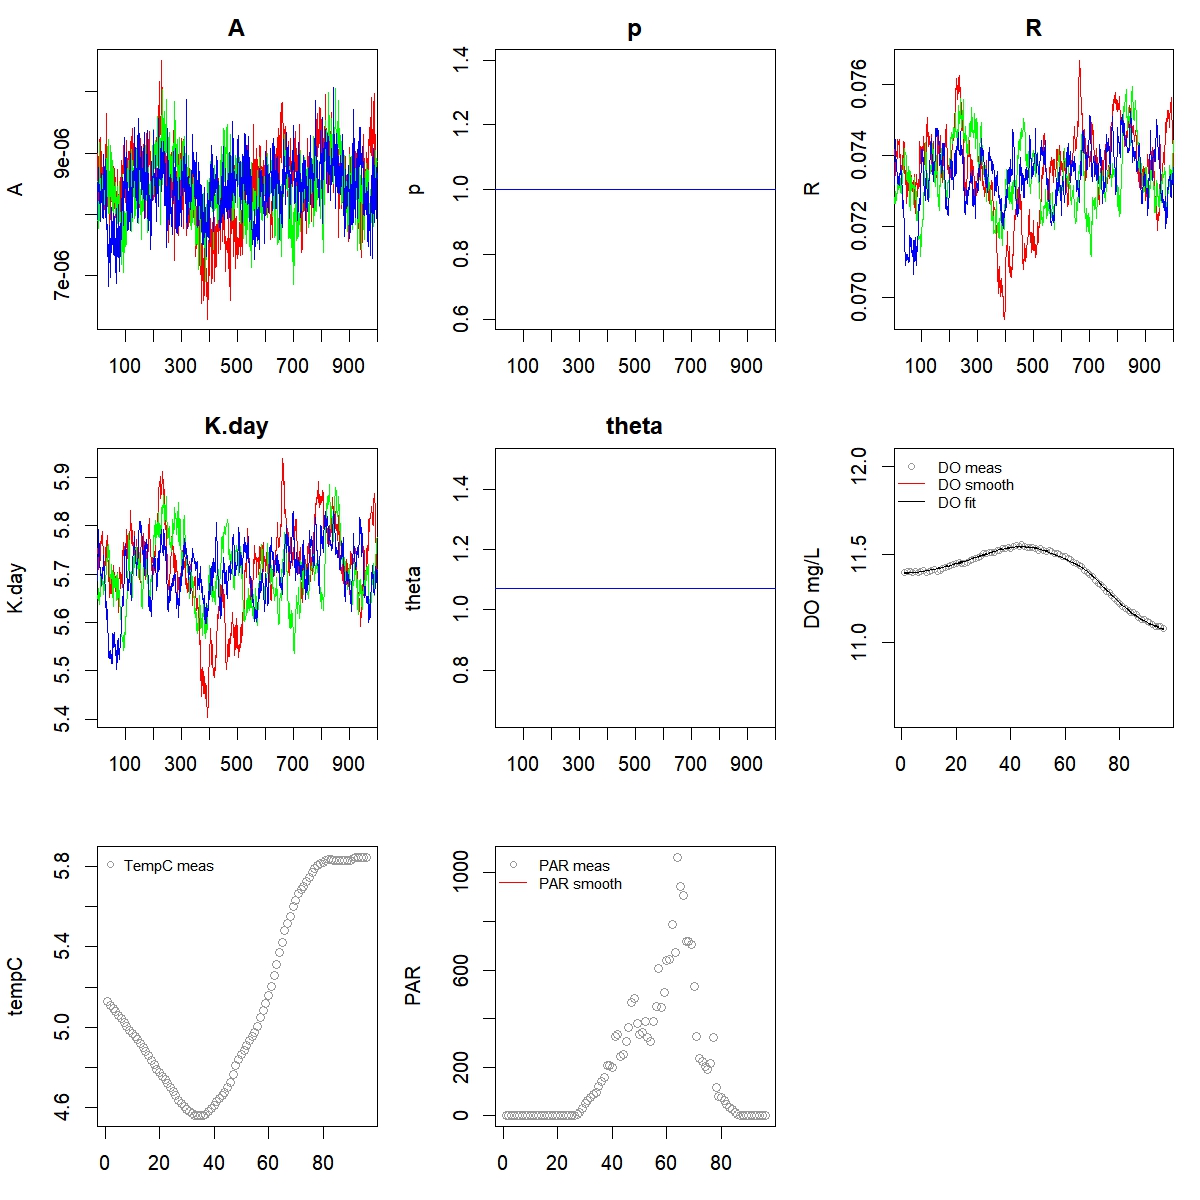 A
A
7e-06 9e-06
100 300 500 700 900
p
p
0.6 0.8 1.0 1.2 1.4
100 300 500 700 900
R
R
0.070 0.072 0.074 0.076
100 300 500 700 900
K.day
K.day
5.4 5.5 5.6 5.7 5.8 5.9
100 300 500 700 900
theta
theta
0.8 1.0 1.2 1.4
100 300 500 700 900
DO mg/L
11.0 11.5 12.0
DO meas
DO smooth
DO fit
0 20 40 60 80
tempC
4.6 5.0 5.4 5.8
TempC meas
0 20 40 60 80
PAR
0 200 600 1000
PAR meas
PAR smooth
0 20 40 60 80